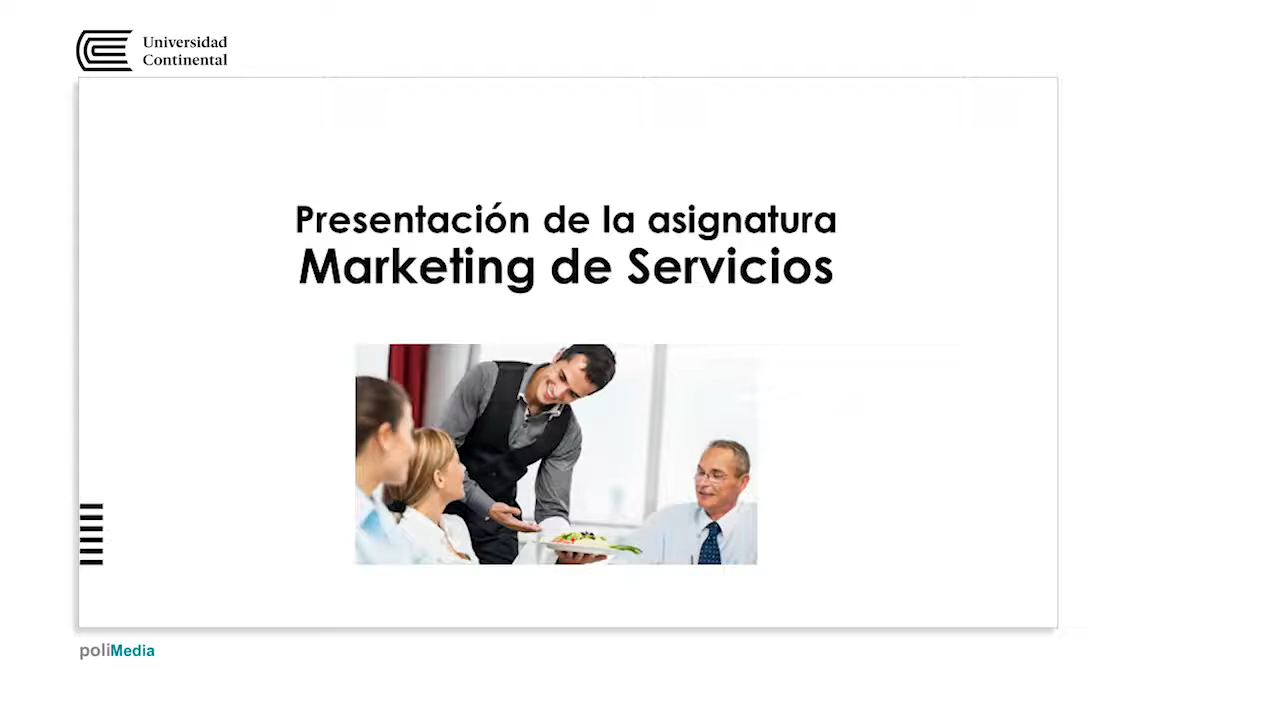 Universidad
Continental
Presentación de la asignatura
Marketing de Servicios
poliMedia